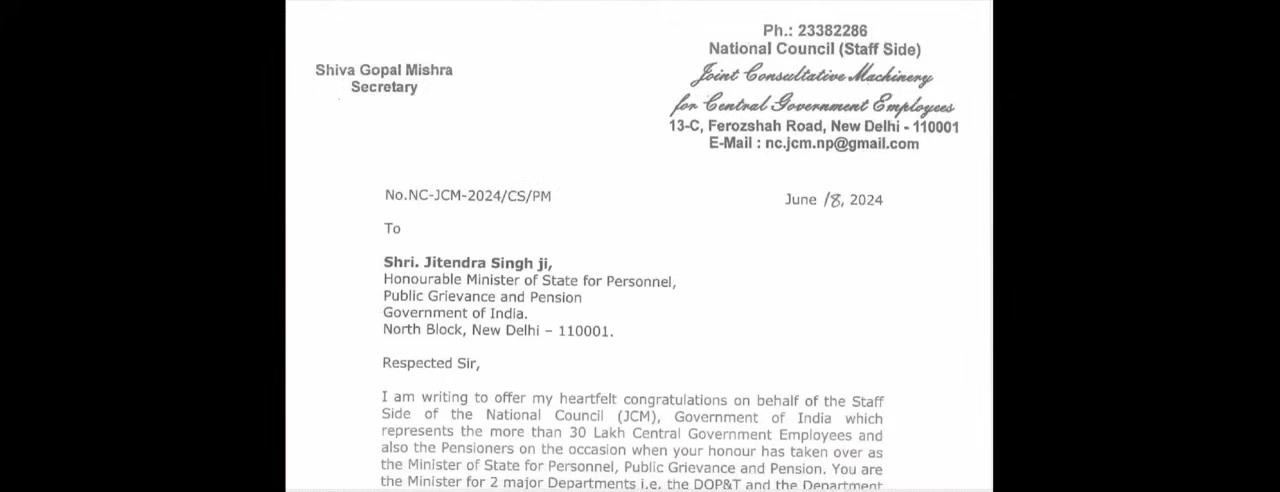 Ph.: 23382286
National Council (Staff Side)
Shiva Gopal Mishra
Secretary
Joint Consultative Machinery
for Central Government Employees
13-C, Ferozshah Road, New Delhi - 110001
E-Mail : nc.jcm.np@gmail.com
No.NC-JCM-2024/CS/PM
June 18, 2024
To
Shri. Jitendra Singh ji,
Honourable Minister of State for Personnel,
Public Grievance and Pension
Government of India.
North Block, New Delhi – 110001.
Respected Sir,
I am writing to offer my heartfelt congratulations on behalf of the Staff
Side of the National Council (JCM), Government of India which
represents the more than 30 Lakh Central Government Employees and
also the Pensioners on the occasion when your honour has taken over as
the Minister of State for Personnel, Public Grievance and Pension. You are
the Minister for 2 major Departments i.e. the DOP&T and the Department